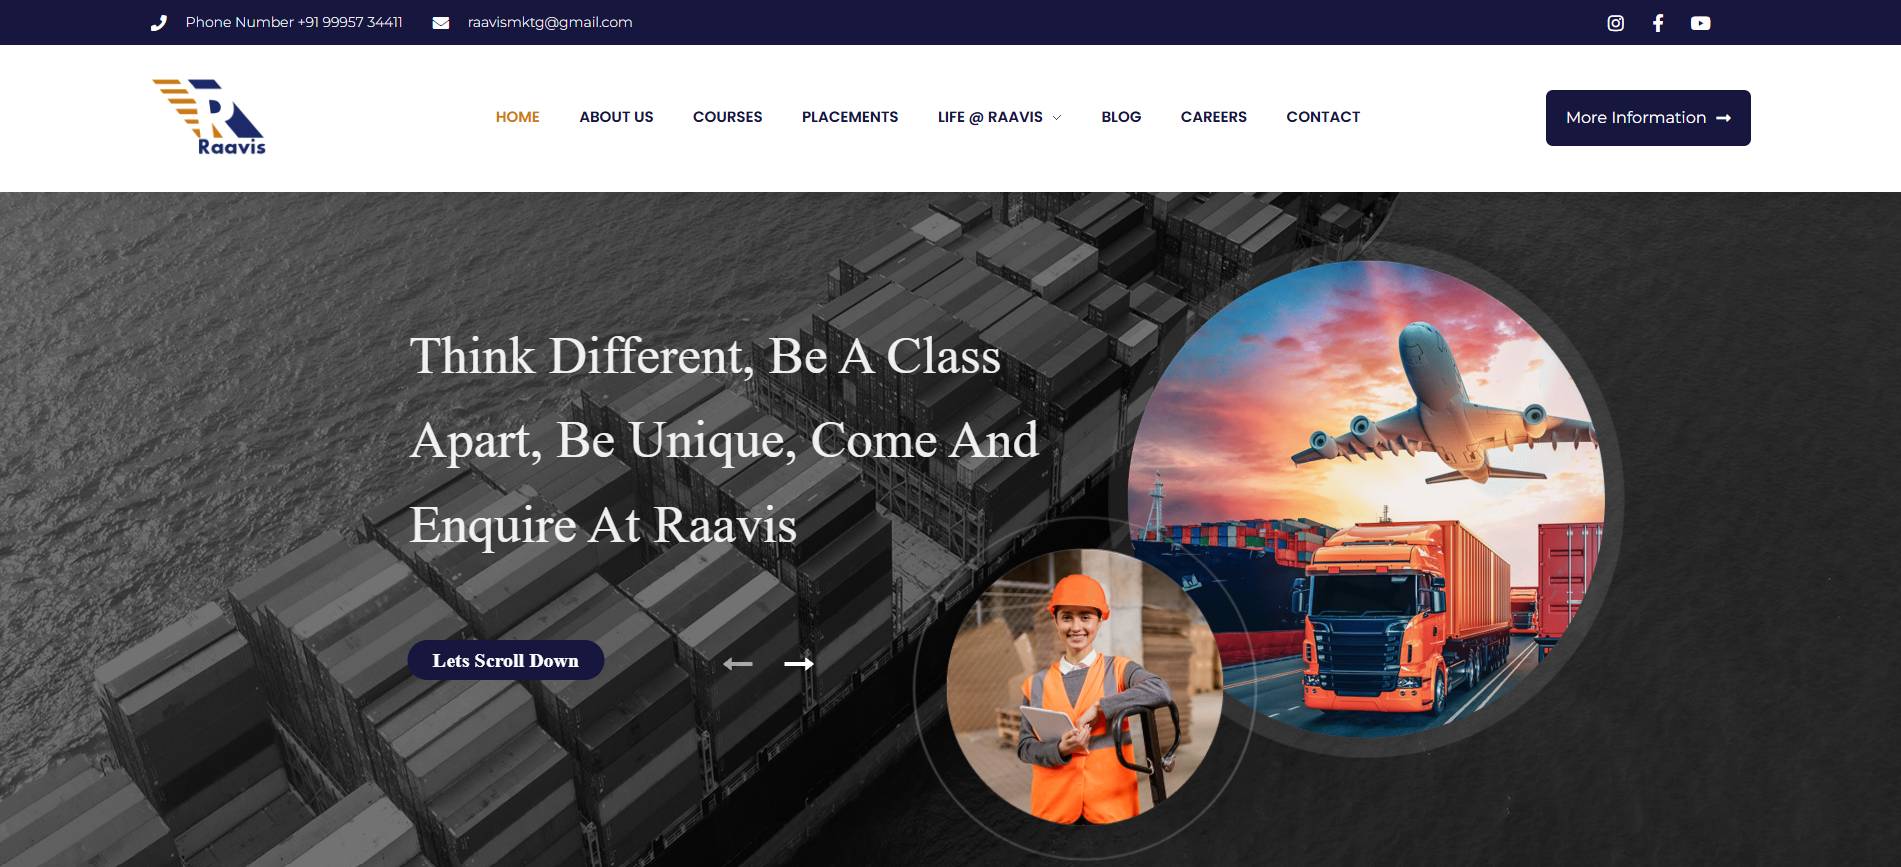 Phone Number +91 99957 34411
raavismktg@gmail.com
R
Raavis
HOME
ABOUT US
COURSES
PLACEMENTS
LIFE @ RAAVIS
BLOG
CAREERS
CONTACT
More Information
Think Different, Be A Class
Apart, Be Unique, Come And
Enquire At Raavis
Lets Scroll Down